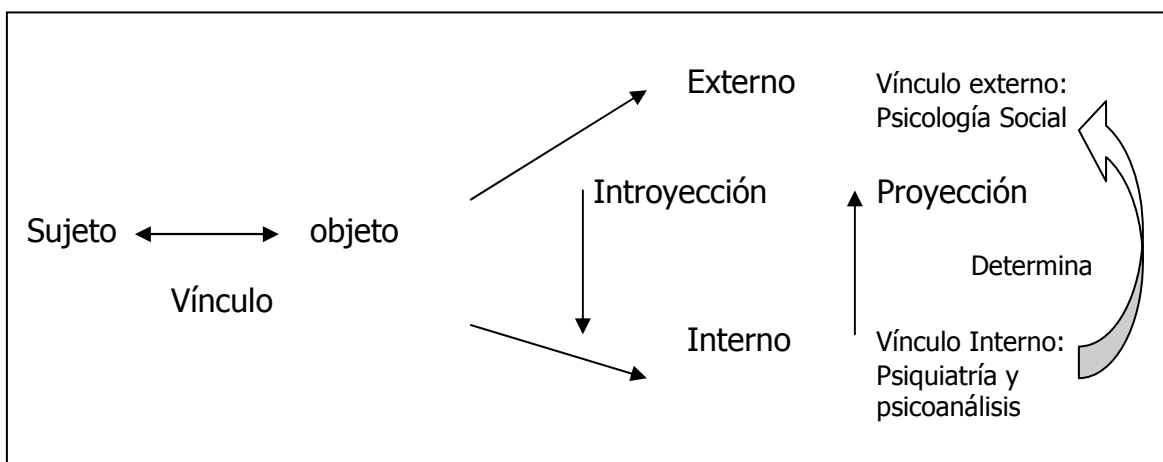 Externo
Vínculo externo:
Psicología Social
Introyección
Proyección
Sujeto
objeto
Determina
Vínculo
Interno
Vínculo Interno:
Psiquiatría y
psicoanálisis